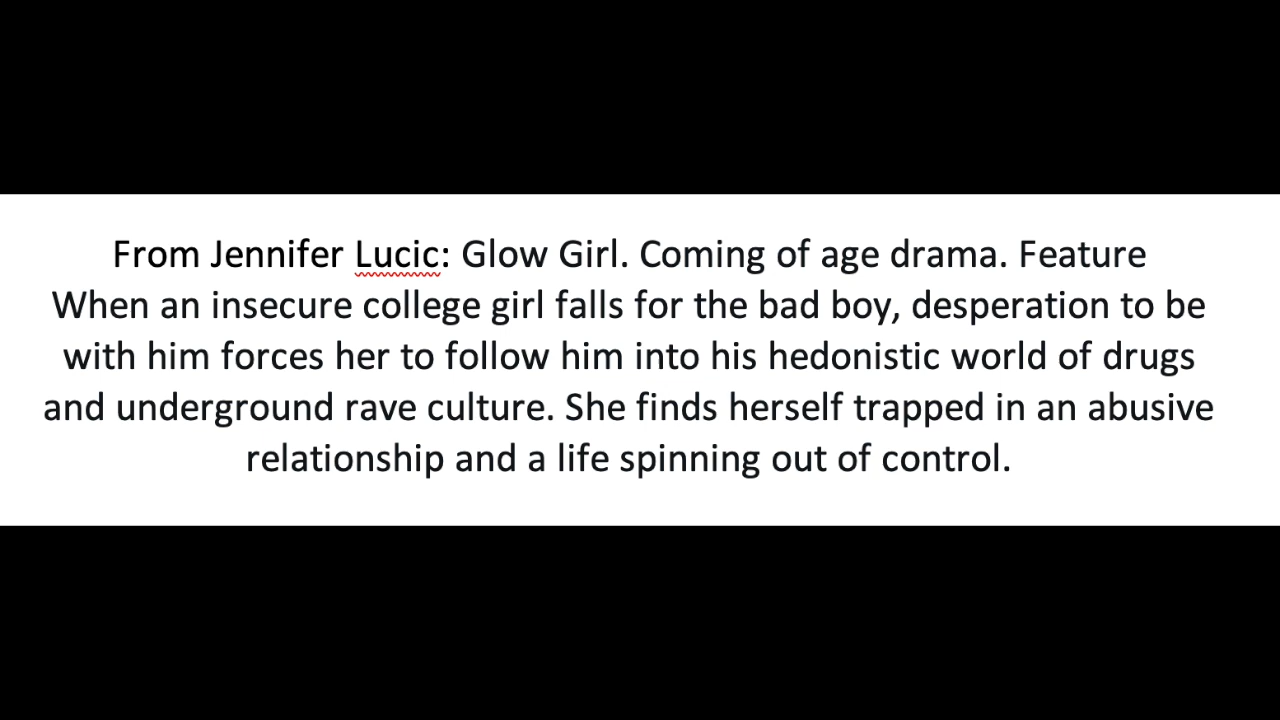 From Jennifer Lucic: Glow Girl. Coming of age drama. Feature
When an insecure college girl falls for the bad boy, desperation to be
with him forces her to follow him into his hedonistic world of drugs
and underground rave culture. She finds herself trapped in an abusive
relationship and a life spinning out of control.